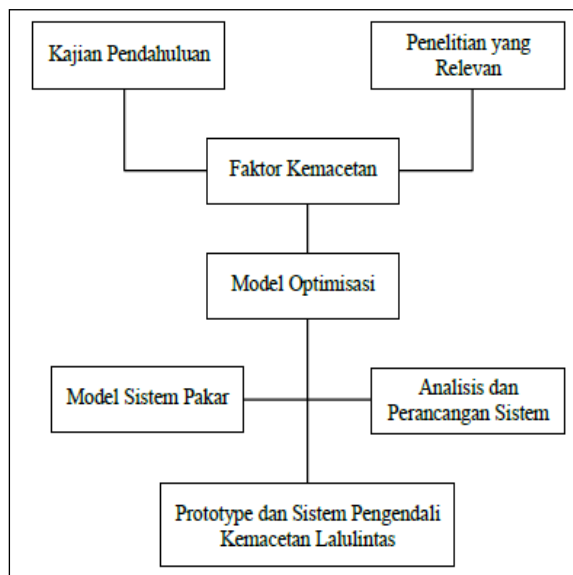 Kajian Pendahuluan
Penelitian yang
Relevan
Faktor Kemacetan
Model Optimisasi
Model Sistem Pakar
Analisis dan
Perancangan Sistem
Prototype dan Sistem Pengendali
Kemacetan Lalulintas